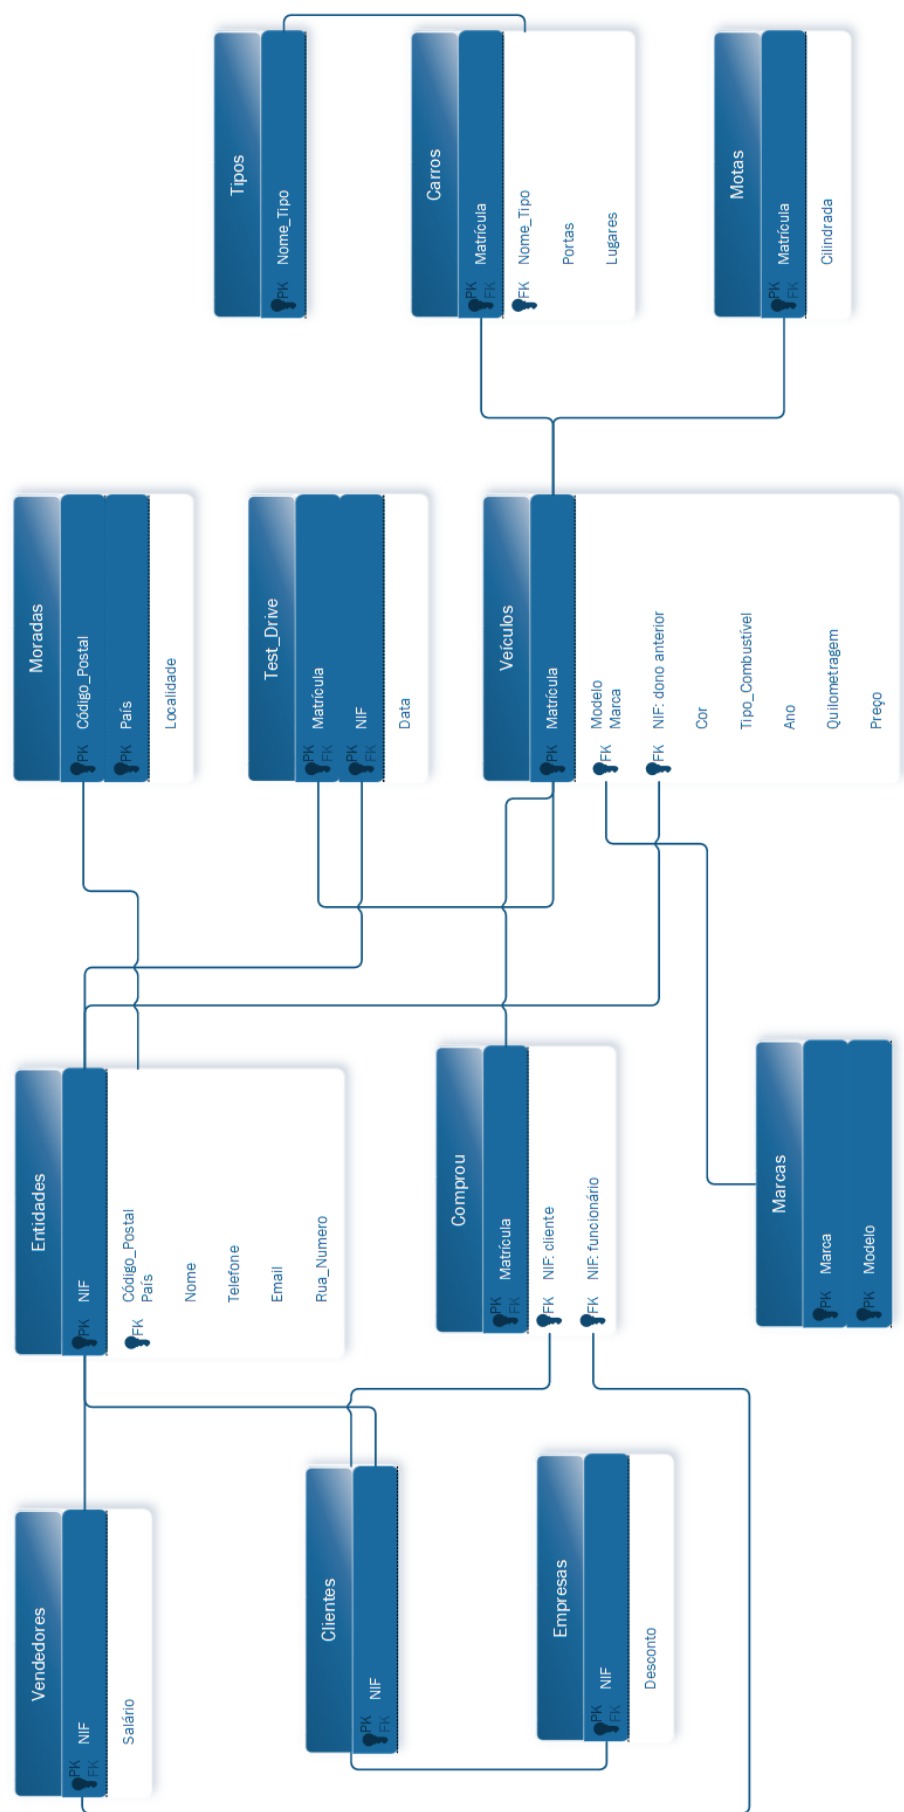 Vendedores
PK
FK
NIF
Salário
Entidades
PK
NIF
FK
Código_Postal
País
Nome
Telefone
Email
Rua_Numero
Moradas
PK
Código_Postal
PK
País
Localidade
Tipos
PK
Nome_Tipo
Clientes
PK
FK
NIF
Test_Drive
PK
FK
Matrícula
PK
FK
NIF
Data
Carros
PK
FK
Matrícula
FK
Nome_Tipo
Portas
Lugares
Empresas
PK
FK
NIF
Desconto
Comprou
PK
FK
Matrícula
FK
NIF: cliente
FK
NIF: funcionário
Veículos
PK
Matrícula
FK
Modelo
Marca
FK
NIF: dono anterior
Cor
Tipo_Combustível
Ano
Quilometragem
Preço
Motas
PK
FK
Matrícula
Cilindrada
Marcas
PK
Marca
PK
Modelo